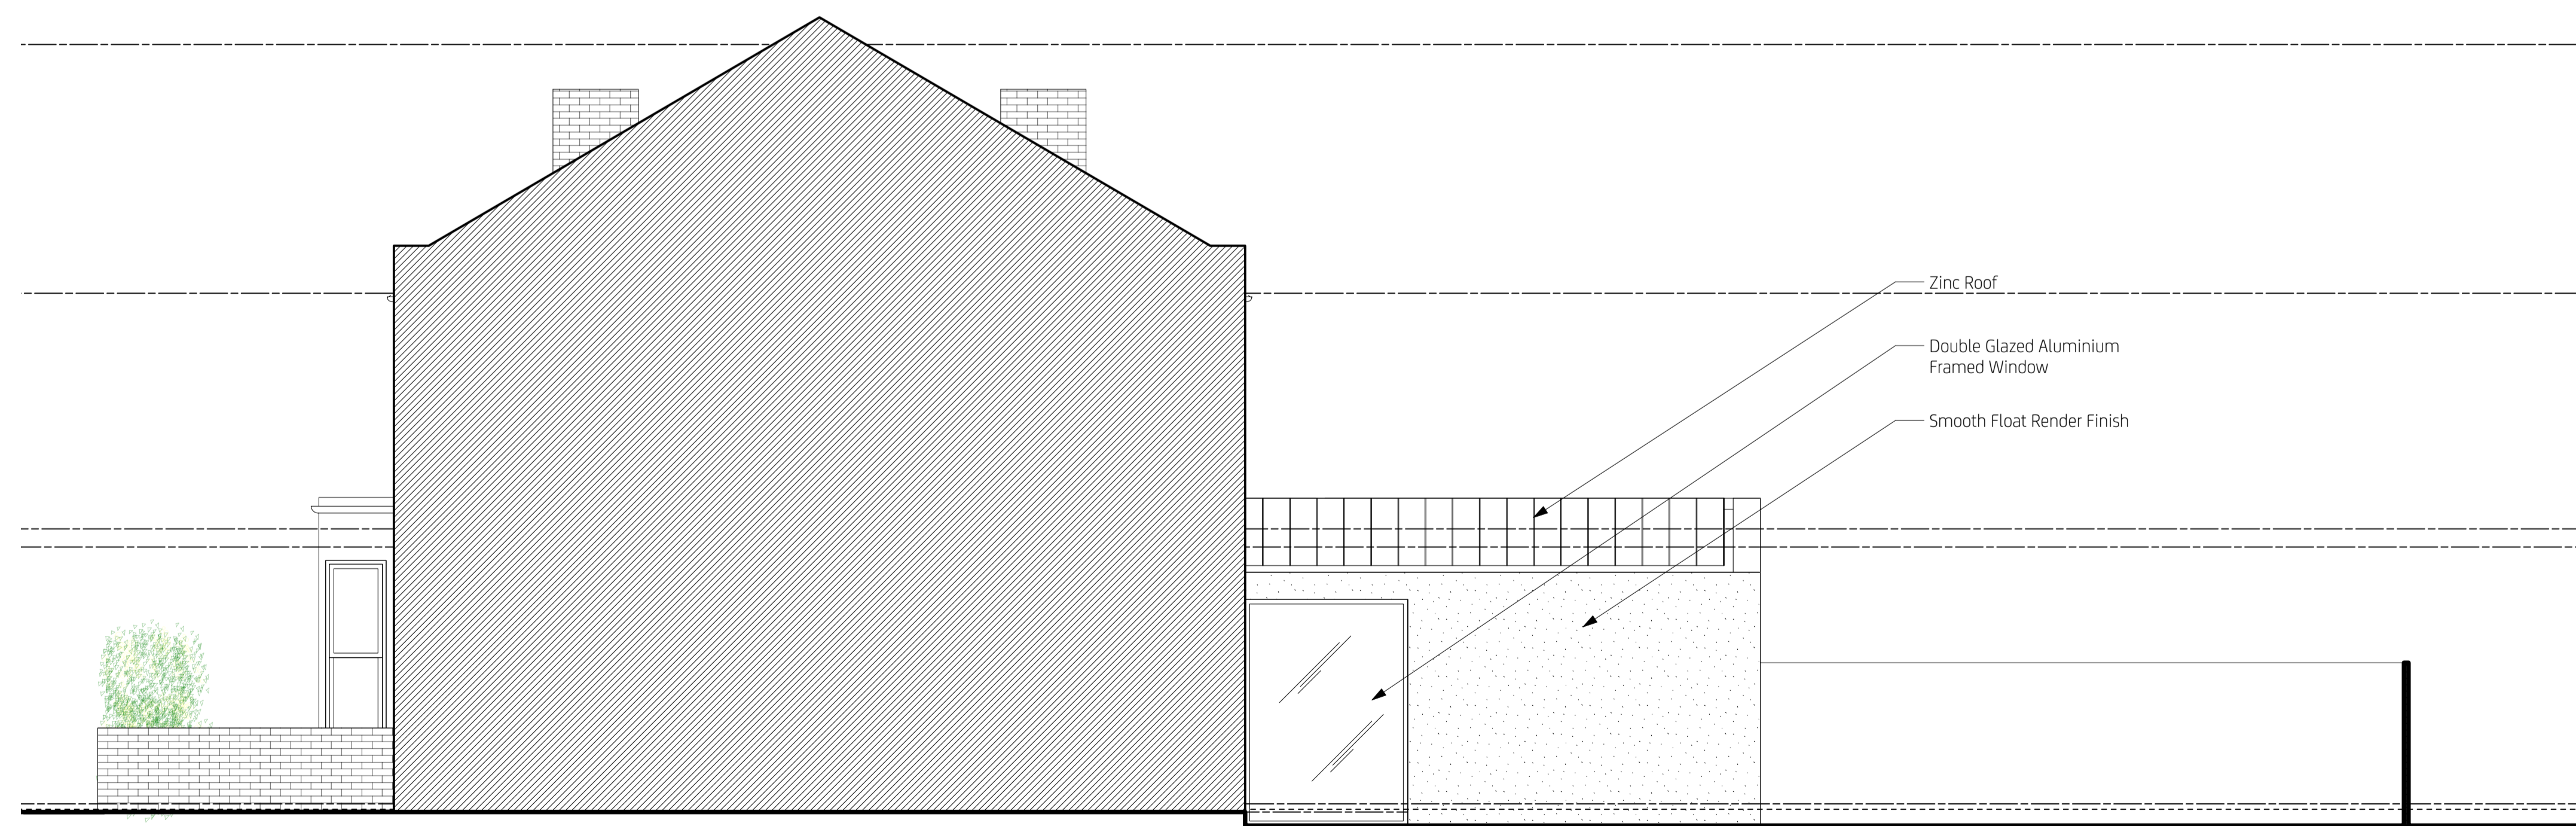 Zinc Roof
Double Glazed Aluminium
Framed Window
Smooth Float Render Finish